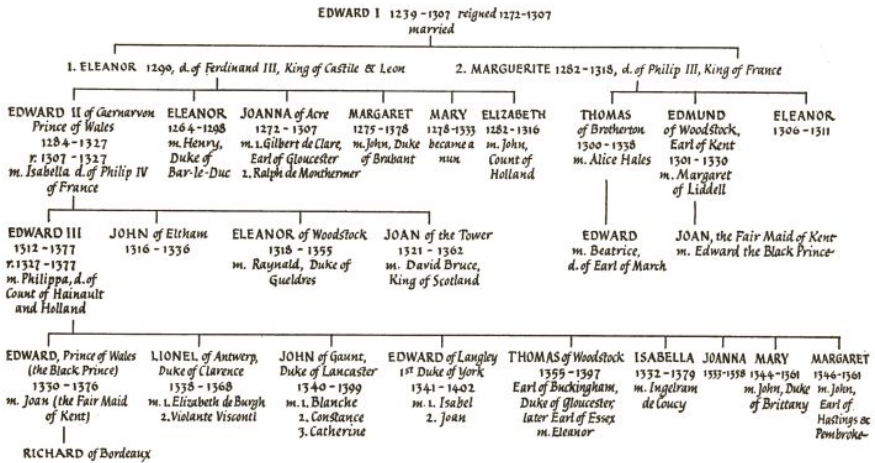 EDWARD I 1239-1307 reigned 1272-1307
married
1. ELEANOR 1290, d.of Ferdinand III, King of Castile & Leon
2. MARGUERITE 1282-1318, d.of Philip III, King of France
EDWARD II of Caernarvon
Prince of Wales
1284-1327
r. 1307-1327
m. Isabella d.of Philip IV
of France
ELEANOR
1264-1298
m. Henry,
Duke of
Bar-le-Duc
JOANNA of Acre
1272-1307
m. 1. Gilbert de Clare,
Earl of Gloucester
2. Ralph de Monthermer
MARGARET
1275-1378
m. John, Duke
of Brabant
MARY
1278-1333
became a
nun
ELIZABETH
1282-1316
m. John,
Count of
Holland
THOMAS
of Brotherton
1300-1338
m. Alice Hales
EDMUND
of Woodstock,
Earl of Kent
1301-1330
m. Margaret
of Liddell
ELEANOR
1306-1311
EDWARD III
1312-1377
r. 1327-1377
m. Philippa, d.of
Count of Hainault
and Holland
JOHN of Eltham
1316-1336
ELEANOR of Woodstock
1318-1355
m. Raynald, Duke of
Gueldres
JOAN of the Tower
1321-1362
m. David Bruce,
King of Scotland
EDWARD
m. Beatrice,
d.of Earl of March
JOAN, the Fair Maid of Kent
m. Edward the Black Prince
EDWARD, Prince of Wales
(the Black Prince)
1330-1376
m. Joan (the Fair Maid
of Kent)
LIONEL of Antwerp,
Duke of Clarence
1338-1368
m. 1. Elizabeth de Burgh
2. Violante Visconti
JOHN of Gaunt,
Duke of Lancaster
1340-1399
m. 1. Blanche
2. Constance
3. Catherine
EDWARD of Langley
1st Duke of York
1341-1402
m. 1. Isabel
2. Joan
THOMAS of Woodstock
1355-1397
Earl of Buckingham,
Duke of Gloucester,
later Earl of Essex
m. Eleanor
ISABELLA
1332-1379
m. Ingelram
de Coucy
JOANNA
1333-1358
MARY
1344-1361
m. John, Duke
of Brittany
MARGARET
1346-1361
m. John,
Earl of
Hastings &
Pembroke
RICHARD of Bordeaux